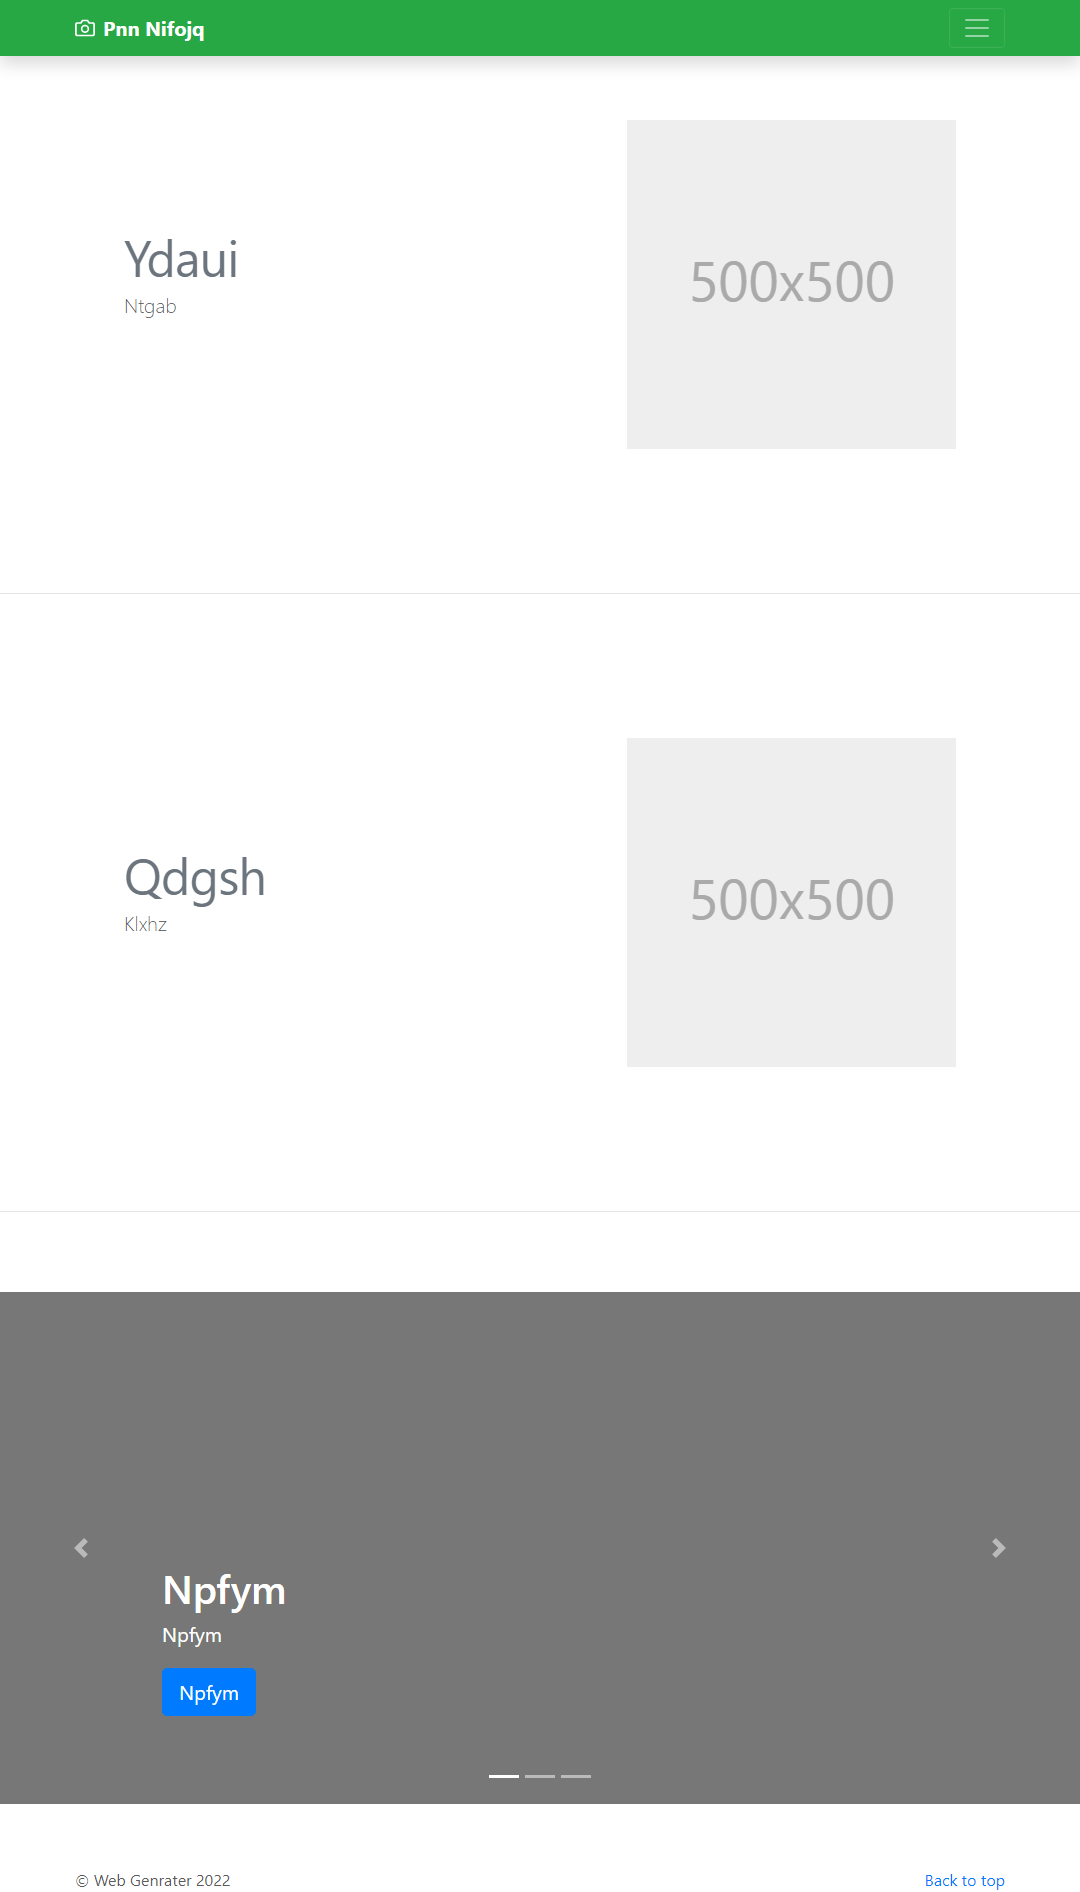 Pnn Nifojq
Ydaui
Ntgab
500x500
Qdgsh
Klxhz
500x500
Npfym
Npfym
Npfym
© Web Genrater 2022
Back to top